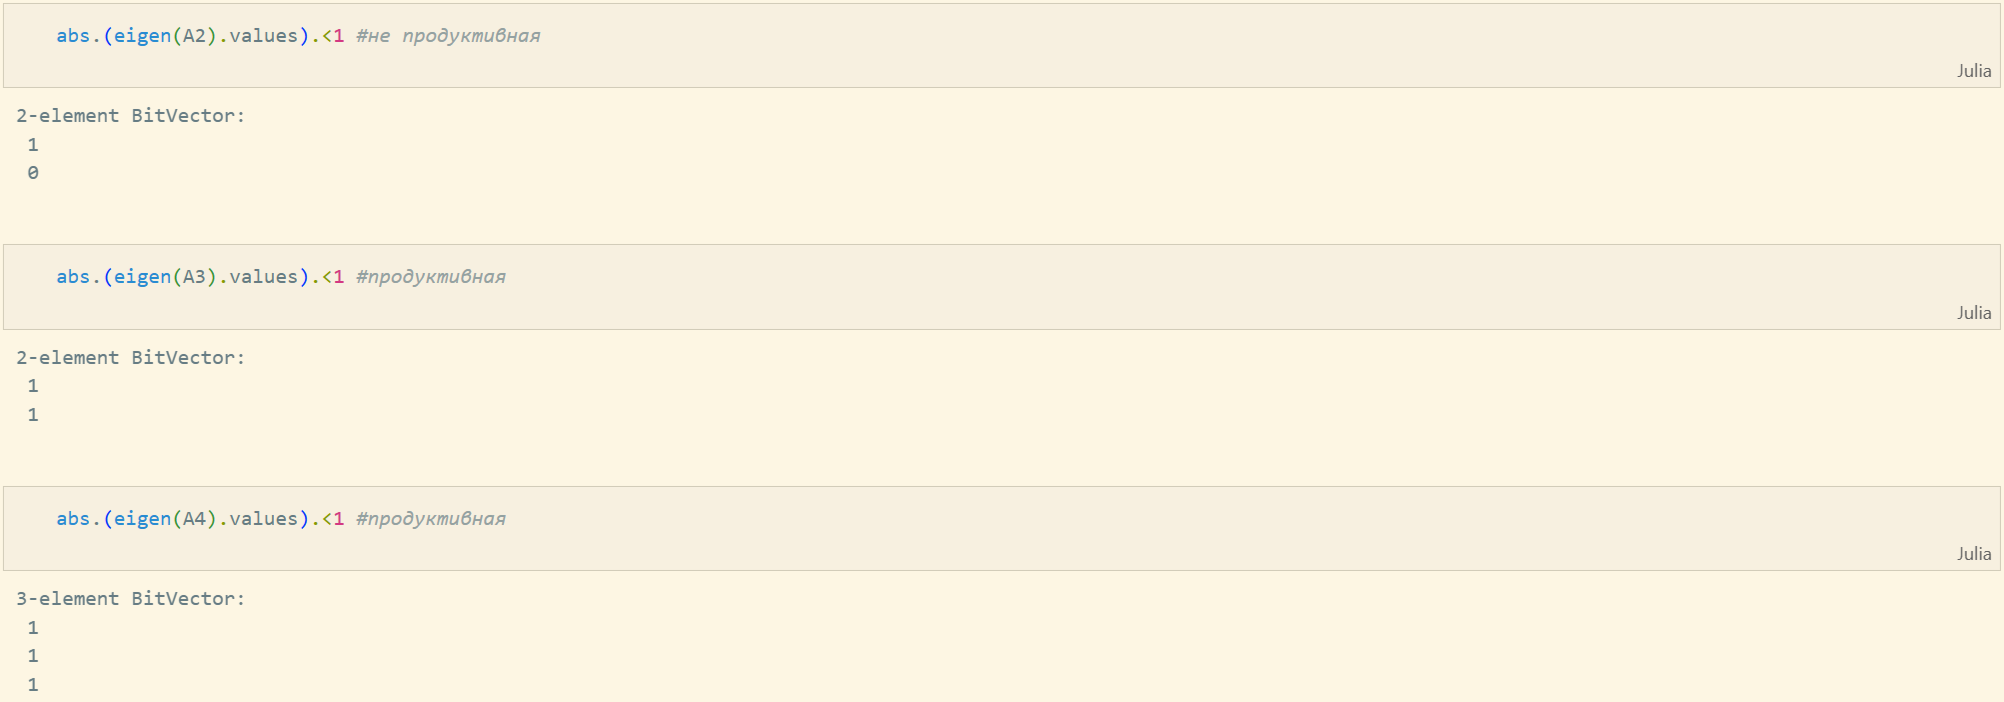 abs.(eigen(A2).values).<1 #не продуктивная
Julia
2-element BitVector:
1
0
abs.(eigen(A3).values).<1 #продуктивная
Julia
2-element BitVector:
1
1
abs.(eigen(A4).values).<1 #продуктивная
Julia
3-element BitVector:
1
1
1